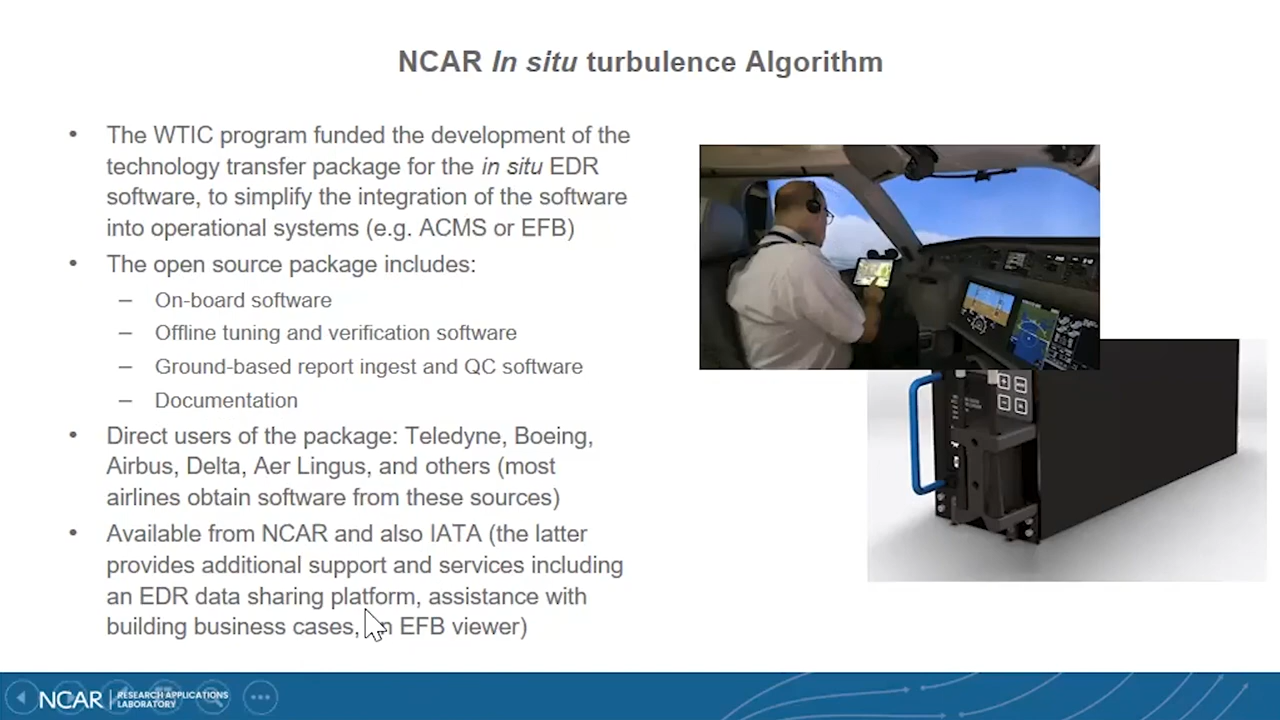 NCAR In situ turbulence Algorithm
• The WTIC program funded the development of the
technology transfer package for the in situ EDR
software, to simplify the integration of the software
into operational systems (e.g. ACMS or EFB)
• The open source package includes:
– On-board software
– Offline tuning and verification software
– Ground-based report ingest and QC software
– Documentation
• Direct users of the package: Teledyne, Boeing,
Airbus, Delta, Aer Lingus, and others (most
airlines obtain software from these sources)
• Available from NCAR and also IATA (the latter
provides additional support and services including
an EDR data sharing platform, assistance with
building business cases, EFB viewer)
NCAR
RESEARCH APPLICATIONS
LABORATORY